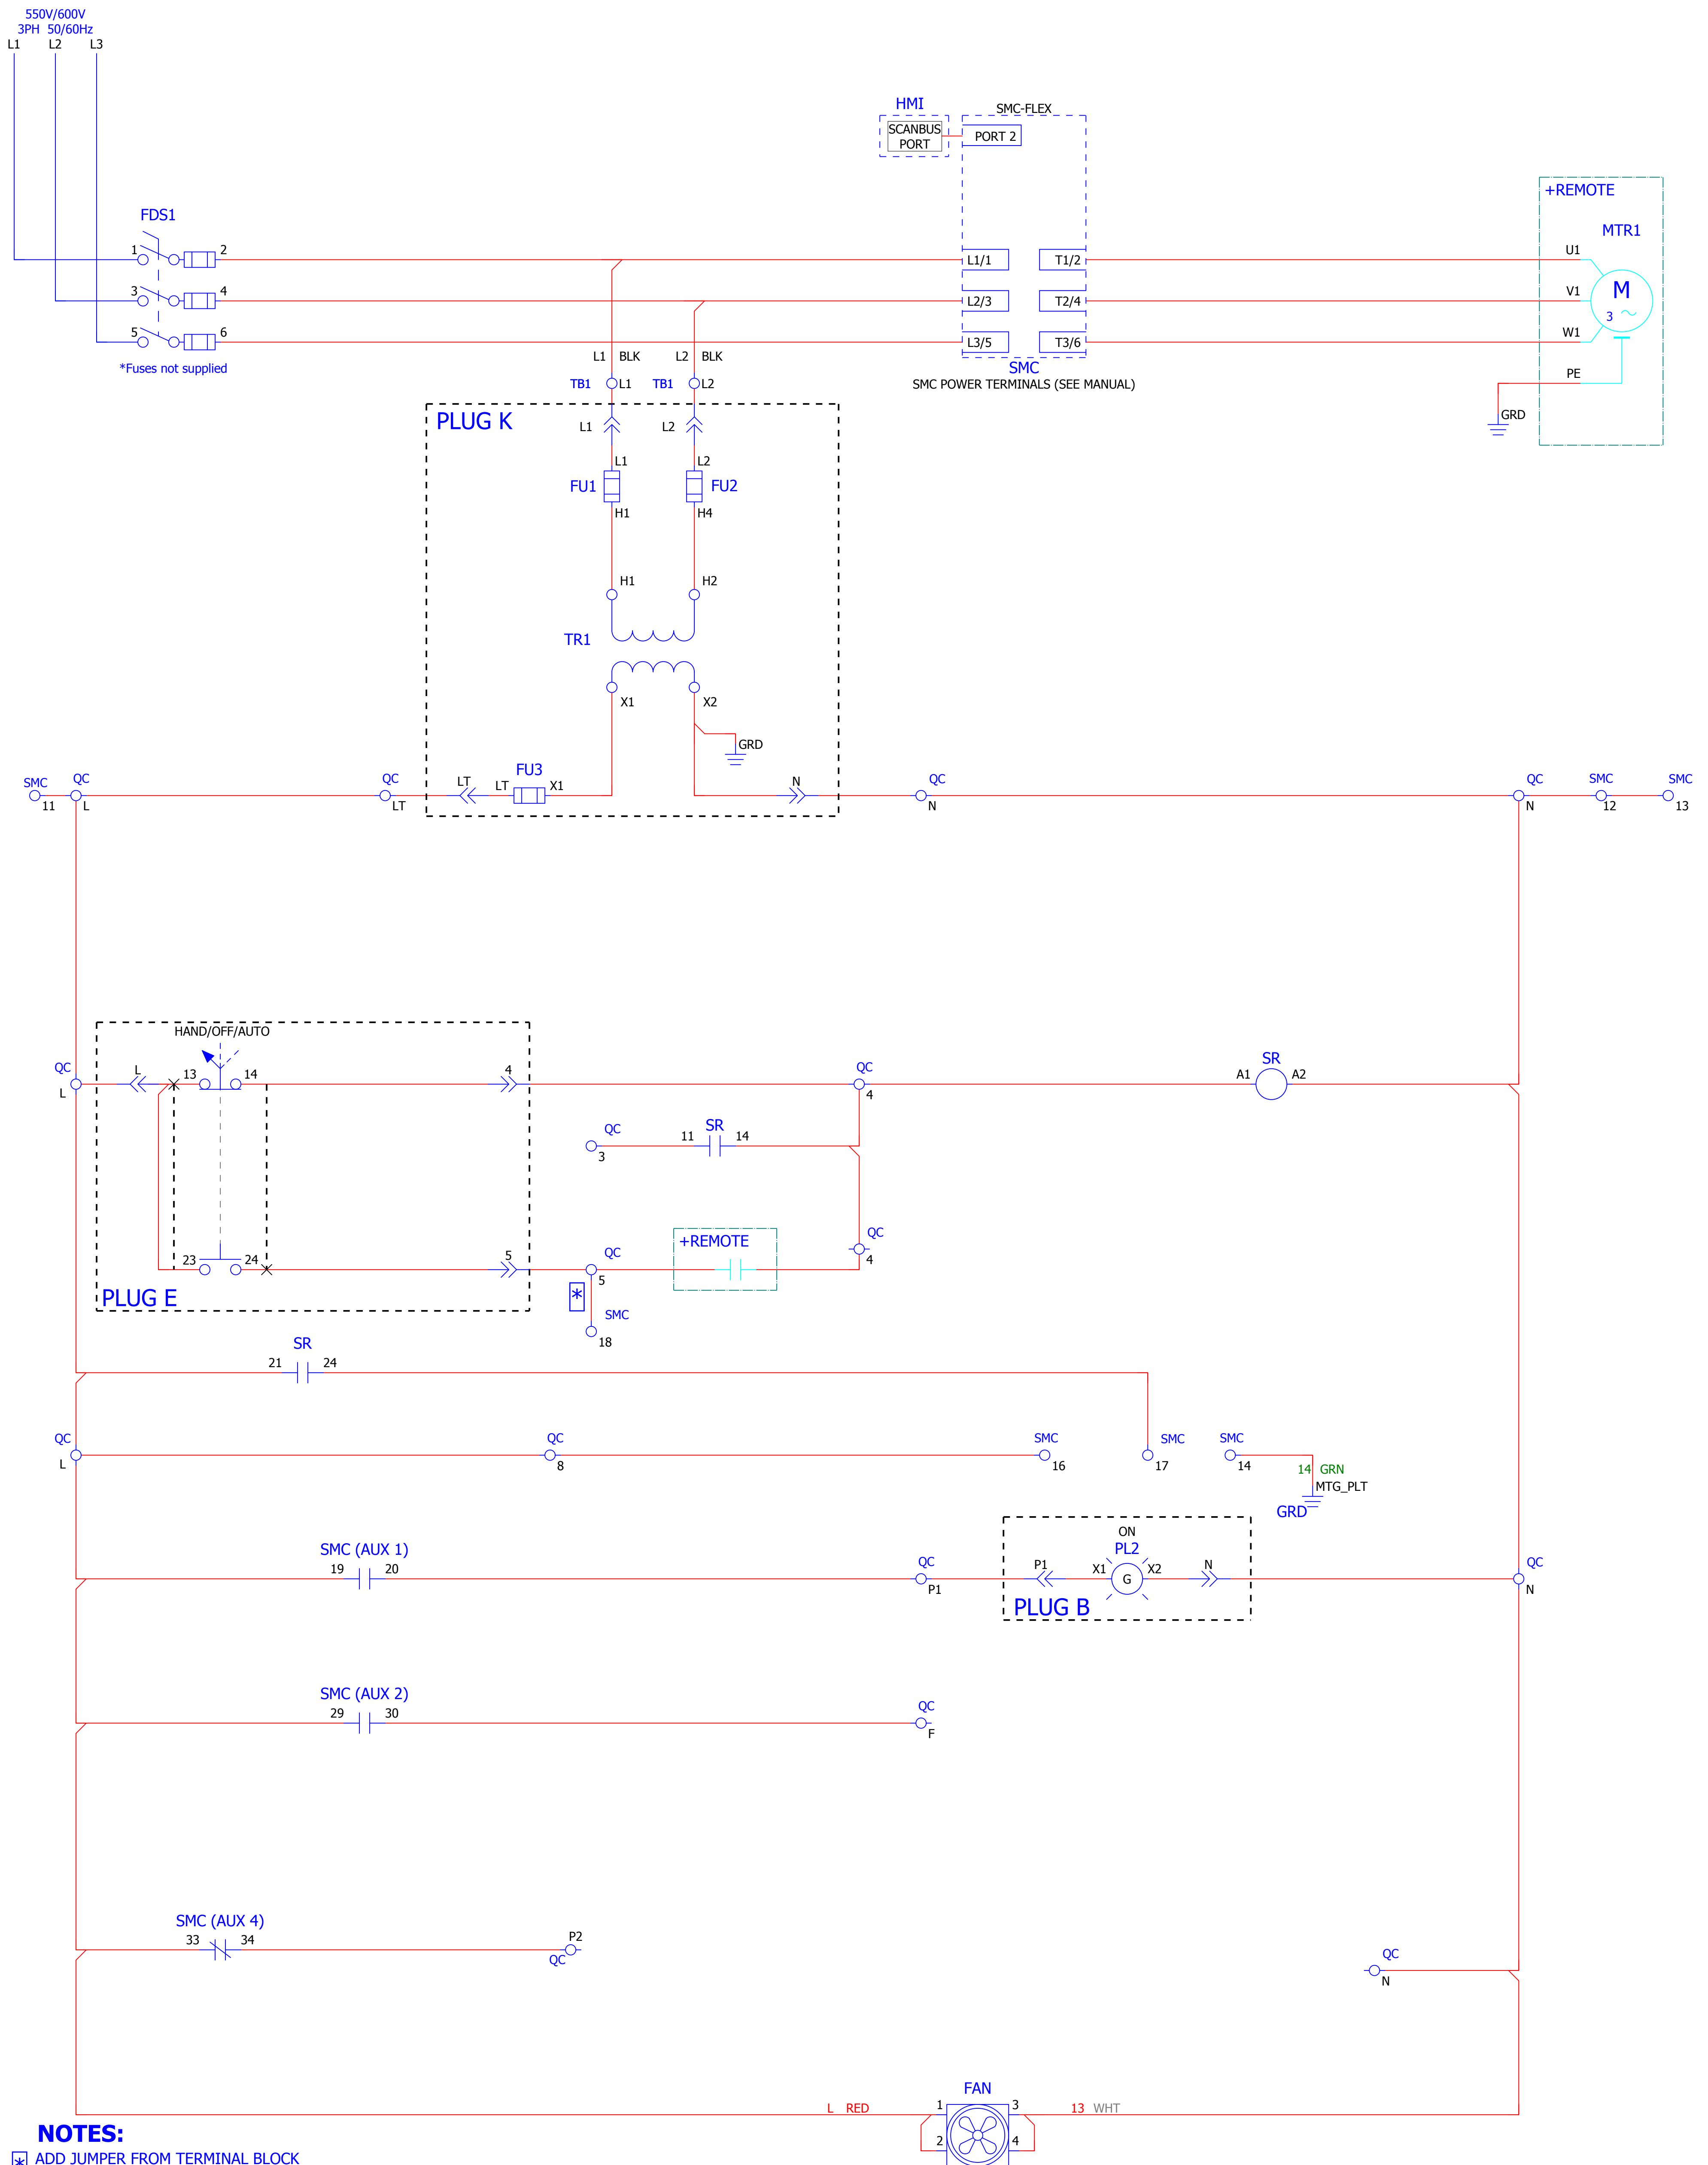 550V/600V
3PH 50/60Hz
L1 L2 L3
HMI
SMC-FLEX
SCANBUS
PORT
PORT 2
+REMOTE
FDS1
MTR1
1 2 L1/1 T1/2 U1
3 4 L2/3 T2/4 V1
M
3
5 6 L3/5 T3/6 W1
*Fuses not supplied
L1 BLK L2 BLK
SMC
SMC POWER TERMINALS (SEE MANUAL)
PE
TB1 L1 TB1 L2
GRD
PLUG K
L1 L2
L1 L2
FU1 FU2
H1 H4
H1 H2
TR1
X1 X2
GRD
SMC QC QC LT LT FU3 X1 N QC QC SMC SMC
11 L LT N N 12 13
HAND/OFF/AUTO
QC L 13 14 4 QC SR
L 4 A1 A2
QC SR
3 11 14
QC
4
23 24 5 QC +REMOTE
5
PLUG E
*
SMC
18
SR
21 24
QC QC SMC SMC SMC
L 8 16 17 14
14 GRN
MTG_PLT
GRD
ON
SMC (AUX 1) PL2
19 20 QC P1 X1 G X2 N QC
P1 N
PLUG B
SMC (AUX 2)
29 30 QC
F
SMC (AUX 4)
33 34 P2
QC
QC
N
FAN
L RED 1 3 13 WHT
2 4
NOTES:
* ADD JUMPER FROM TERMINAL BLOCK